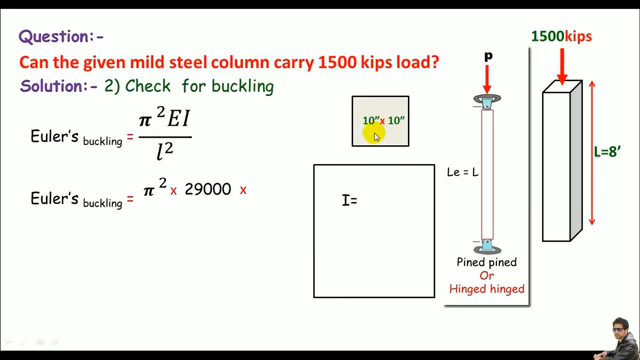 Question:-
Can the given mild steel column carry 1500 kips load?
Solution:- 2) Check for buckling
Euler's buckling = π²EI / l²
Euler's buckling = π² x 29000 x
10" x 10"
I=
p
Le = L
Pined pined
Or
Hinged hinged
1500kips
L=8'